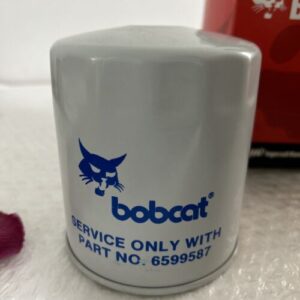 bobcat®
SERVICE ONLY WITH
PART NO. 6599587